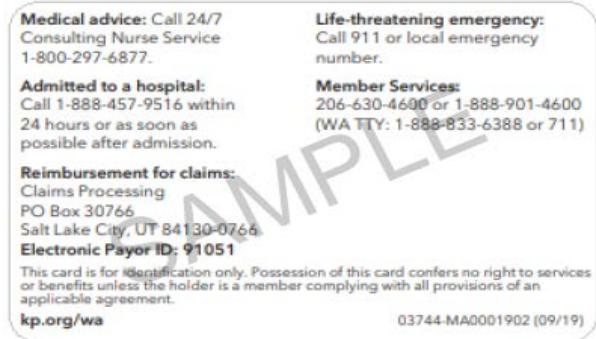 Medical advice: Call 24/7
Consulting Nurse Service
1-800-297-6877.
Admitted to a hospital:
Call 1-888-457-9516 within
24 hours or as soon as
possible after admission.
Reimbursement for claims:
Claims Processing
PO Box 30766
Salt Lake City, UT 84130-0766
Electronic Payor ID: 91051
Life-threatening emergency:
Call 911 or local emergency
number.
Member Services:
206-630-4600 or 1-888-901-4600
(WA TTY: 1-888-833-6388 or 711)
SAMPLE
This card is for identification only. Possession of this card confers no right to services
or benefits unless the holder is a member complying with all provisions of an
applicable agreement.
kp.org/wa
03744-MA0001902 (09/19)